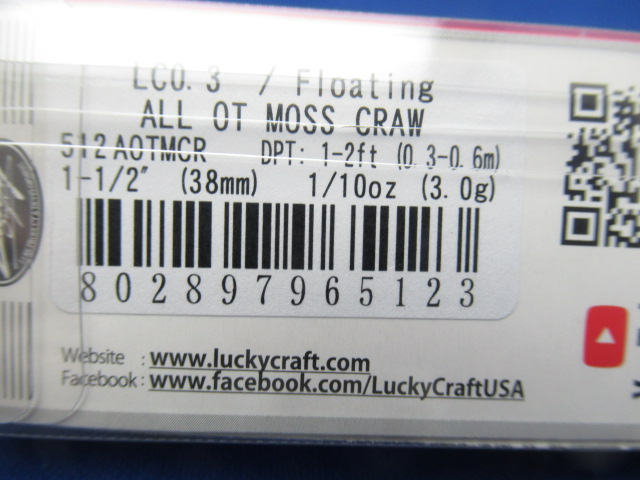 LC0.3 / Floating
ALL OT MOSS CRAW
512AOTMCR DPT: 1-2ft (0.3-0.6m)
1-1/2" (38mm) 1/10oz (3.0g)
802897965123
Website : www.luckycraft.com
Facebook: www.facebook.com/LuckyCraftUSA